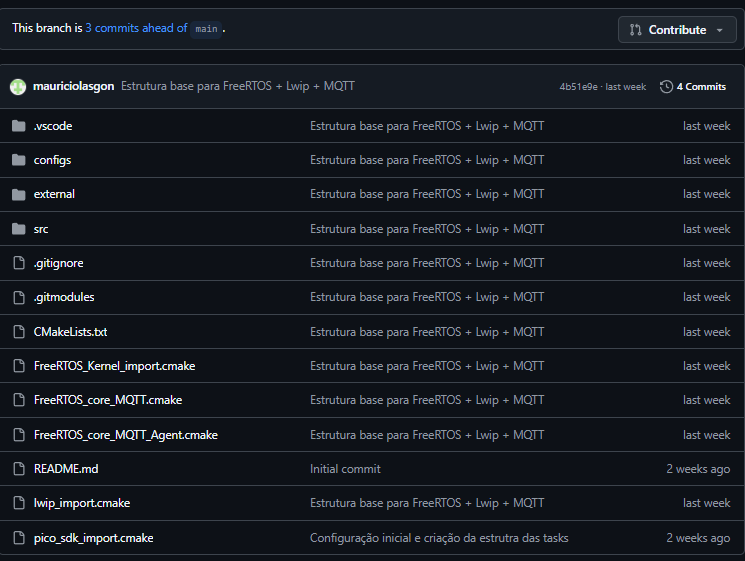 This branch is 3 commits ahead of main .
Contribute
mauriciolasgon Estrutura base para FreeRTOS + Lwip + MQTT 4b51e9e · last week 4 Commits
.vscode Estrutura base para FreeRTOS + Lwip + MQTT last week
configs Estrutura base para FreeRTOS + Lwip + MQTT last week
external Estrutura base para FreeRTOS + Lwip + MQTT last week
src Estrutura base para FreeRTOS + Lwip + MQTT last week
.gitignore Estrutura base para FreeRTOS + Lwip + MQTT last week
.gitmodules Estrutura base para FreeRTOS + Lwip + MQTT last week
CMakeLists.txt Estrutura base para FreeRTOS + Lwip + MQTT last week
FreeRTOS_Kernel_import.cmake Estrutura base para FreeRTOS + Lwip + MQTT last week
FreeRTOS_core_MQTT.cmake Estrutura base para FreeRTOS + Lwip + MQTT last week
FreeRTOS_core_MQTT_Agent.cmake Estrutura base para FreeRTOS + Lwip + MQTT last week
README.md Initial commit 2 weeks ago
lwip_import.cmake Estrutura base para FreeRTOS + Lwip + MQTT last week
pico_sdk_import.cmake Configuração inicial e criação da estrutra das tasks 2 weeks ago